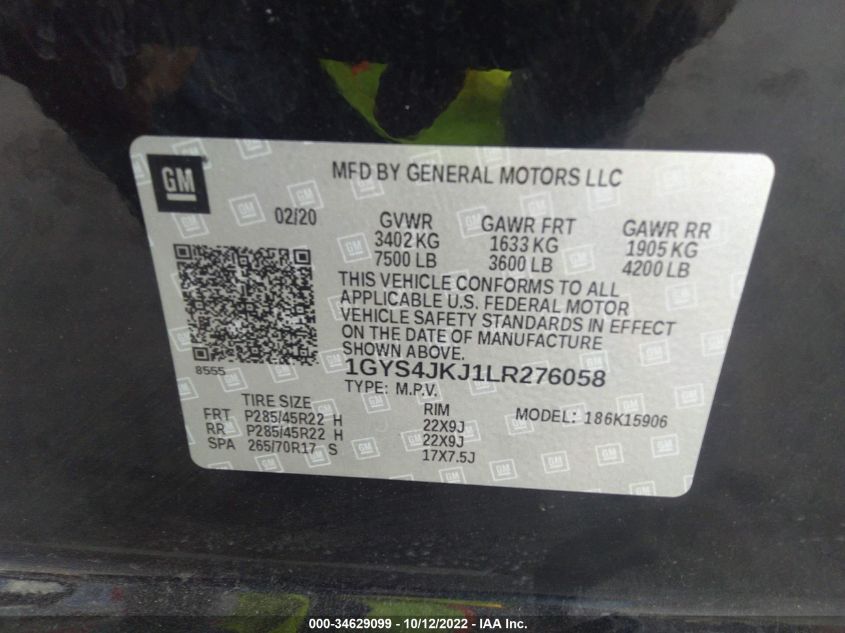 GM
MFD BY GENERAL MOTORS LLC
02/20 GVWR GAWR FRT GAWR RR
3402 KG 1633 KG 1905 KG
7500 LB 3600 LB 4200 LB
THIS VEHICLE CONFORMS TO ALL
APPLICABLE U.S. FEDERAL MOTOR
VEHICLE SAFETY STANDARDS IN EFFECT
ON THE DATE OF MANUFACTURE
SHOWN ABOVE.
8555
1GYS4JKJ1LR276058
TYPE: M.P.V.
TIRE SIZE RIM MODEL: 186K15906
FRT P285/45R22 H 22X9J
RR P285/45R22 H 22X9J
SPA 265/70R17 S 17X7.5J
000-34629099 - 10/12/2022 - IAA Inc.